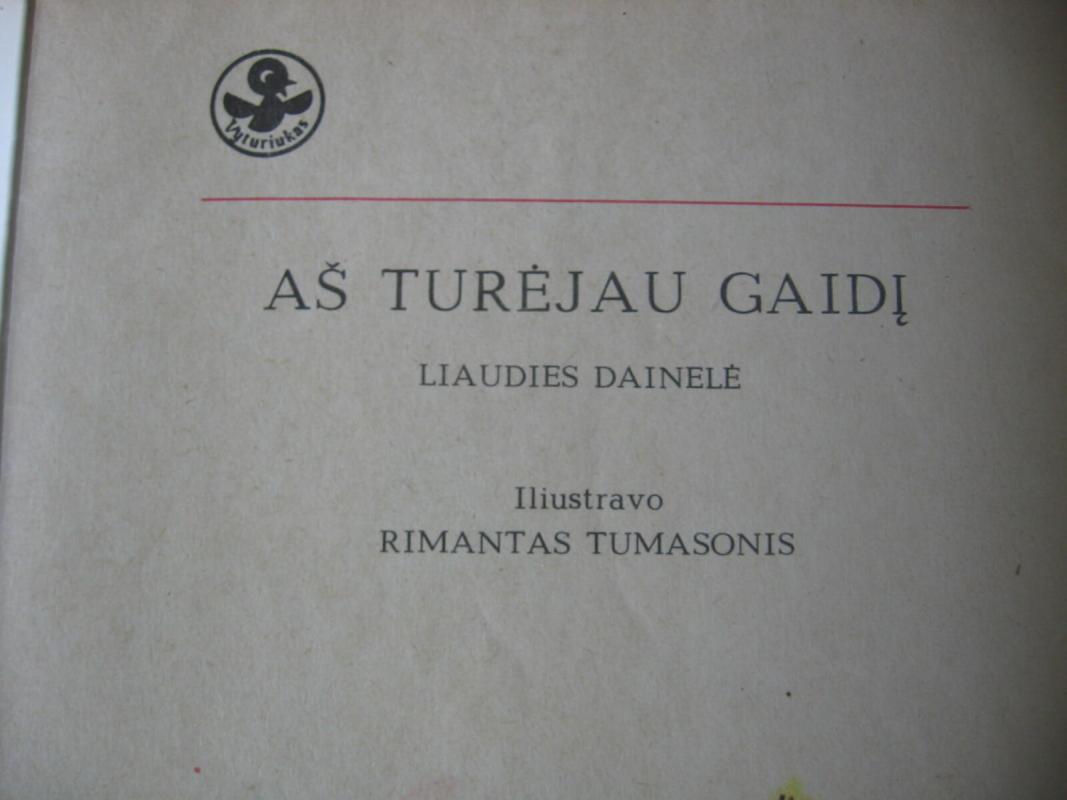 Vyturiukas
AŠ TURĖJAU GAIDĮ
LIAUDIES DAINELĖ
Iliustravo
RIMANTAS TUMASONIS